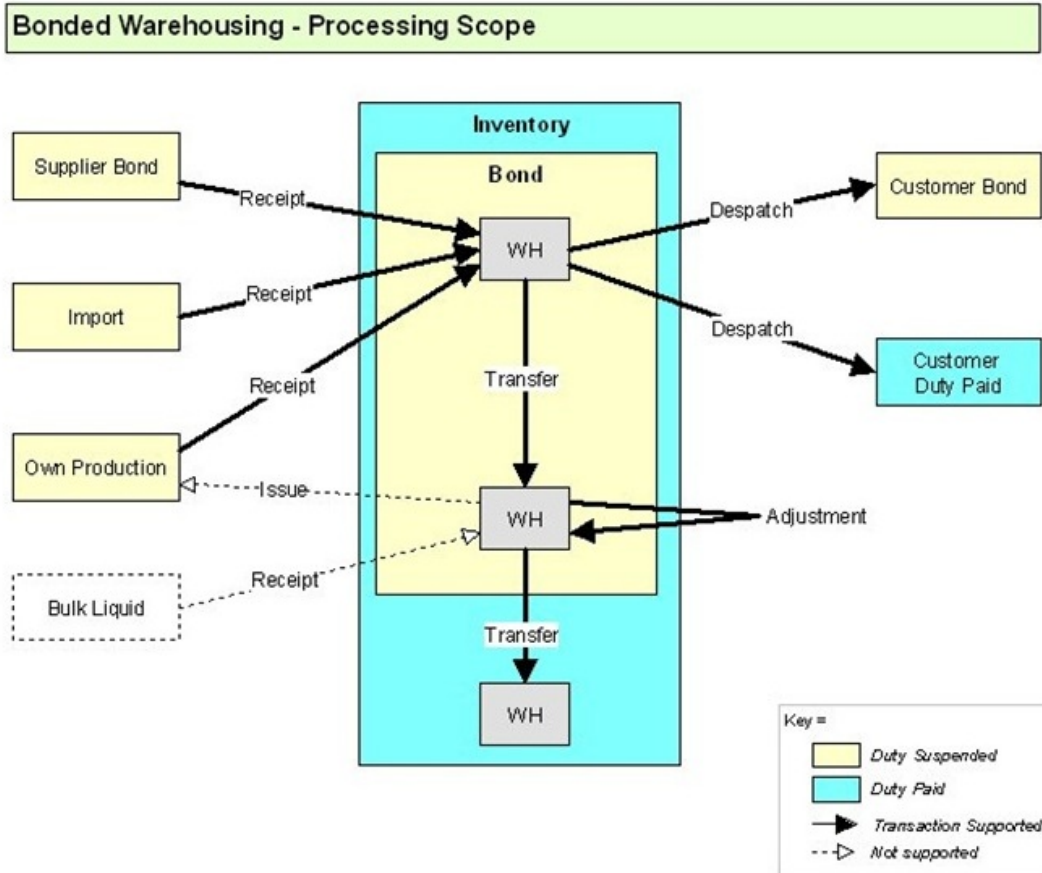 Bonded Warehousing - Processing Scope
Inventory
Bond
Supplier Bond
Receipt
WH
Despatch
Customer Bond
Import
Receipt
Despatch
Customer
Duty Paid
Receipt
Transfer
Own Production
Issue
WH
Adjustment
Bulk Liquid
Receipt
Transfer
WH
Key =
Duty Suspended
Duty Paid
Transaction Supported
Not supported